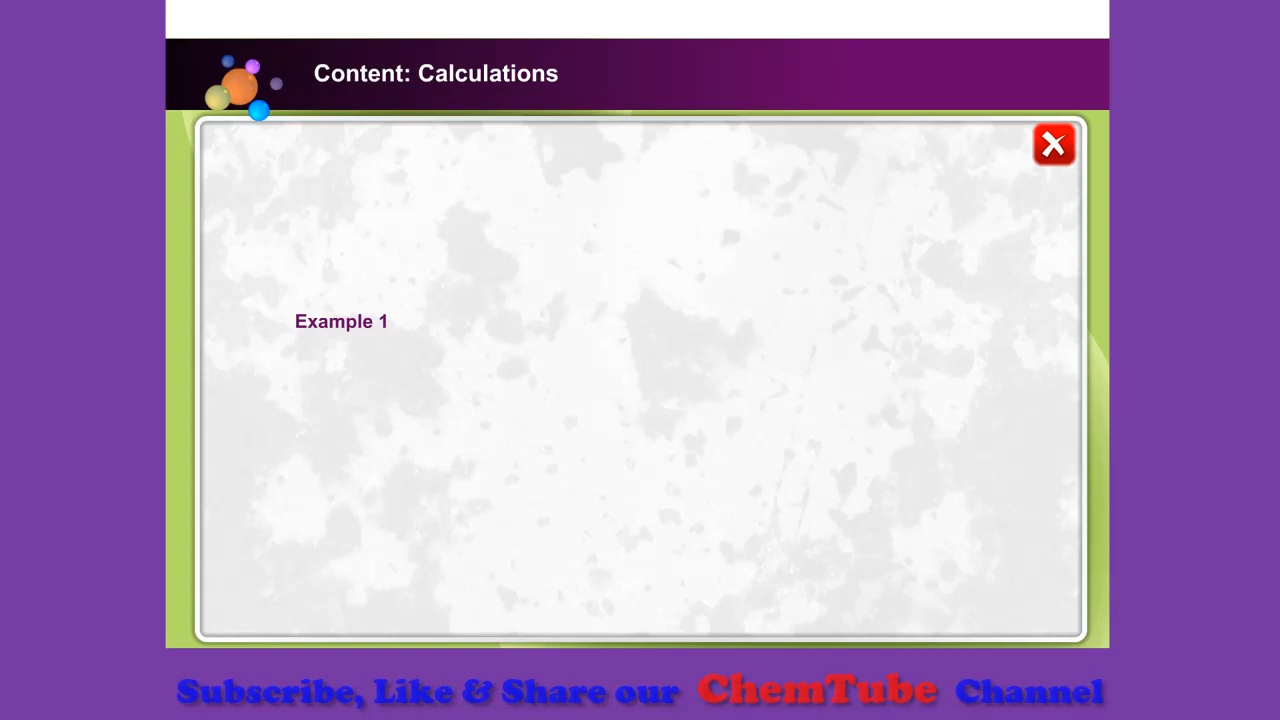 Content: Calculations
Example 1
Subscribe, Like & Share our ChemTube Channel